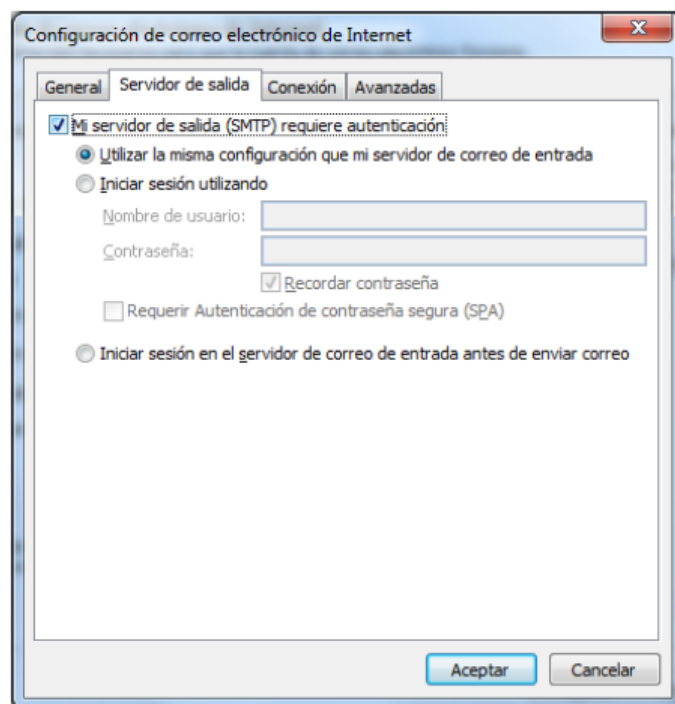 Configuración de correo electrónico de Internet
General Servidor de salida Conexión Avanzadas
Mi servidor de salida (SMTP) requiere autenticación
Utilizar la misma configuración que mi servidor de correo de entrada
Iniciar sesión utilizando
Nombre de usuario:
Contraseña:
Recordar contraseña
Requerir Autenticación de contraseña segura (SPA)
Iniciar sesión en el servidor de correo de entrada antes de enviar correo
Aceptar Cancelar